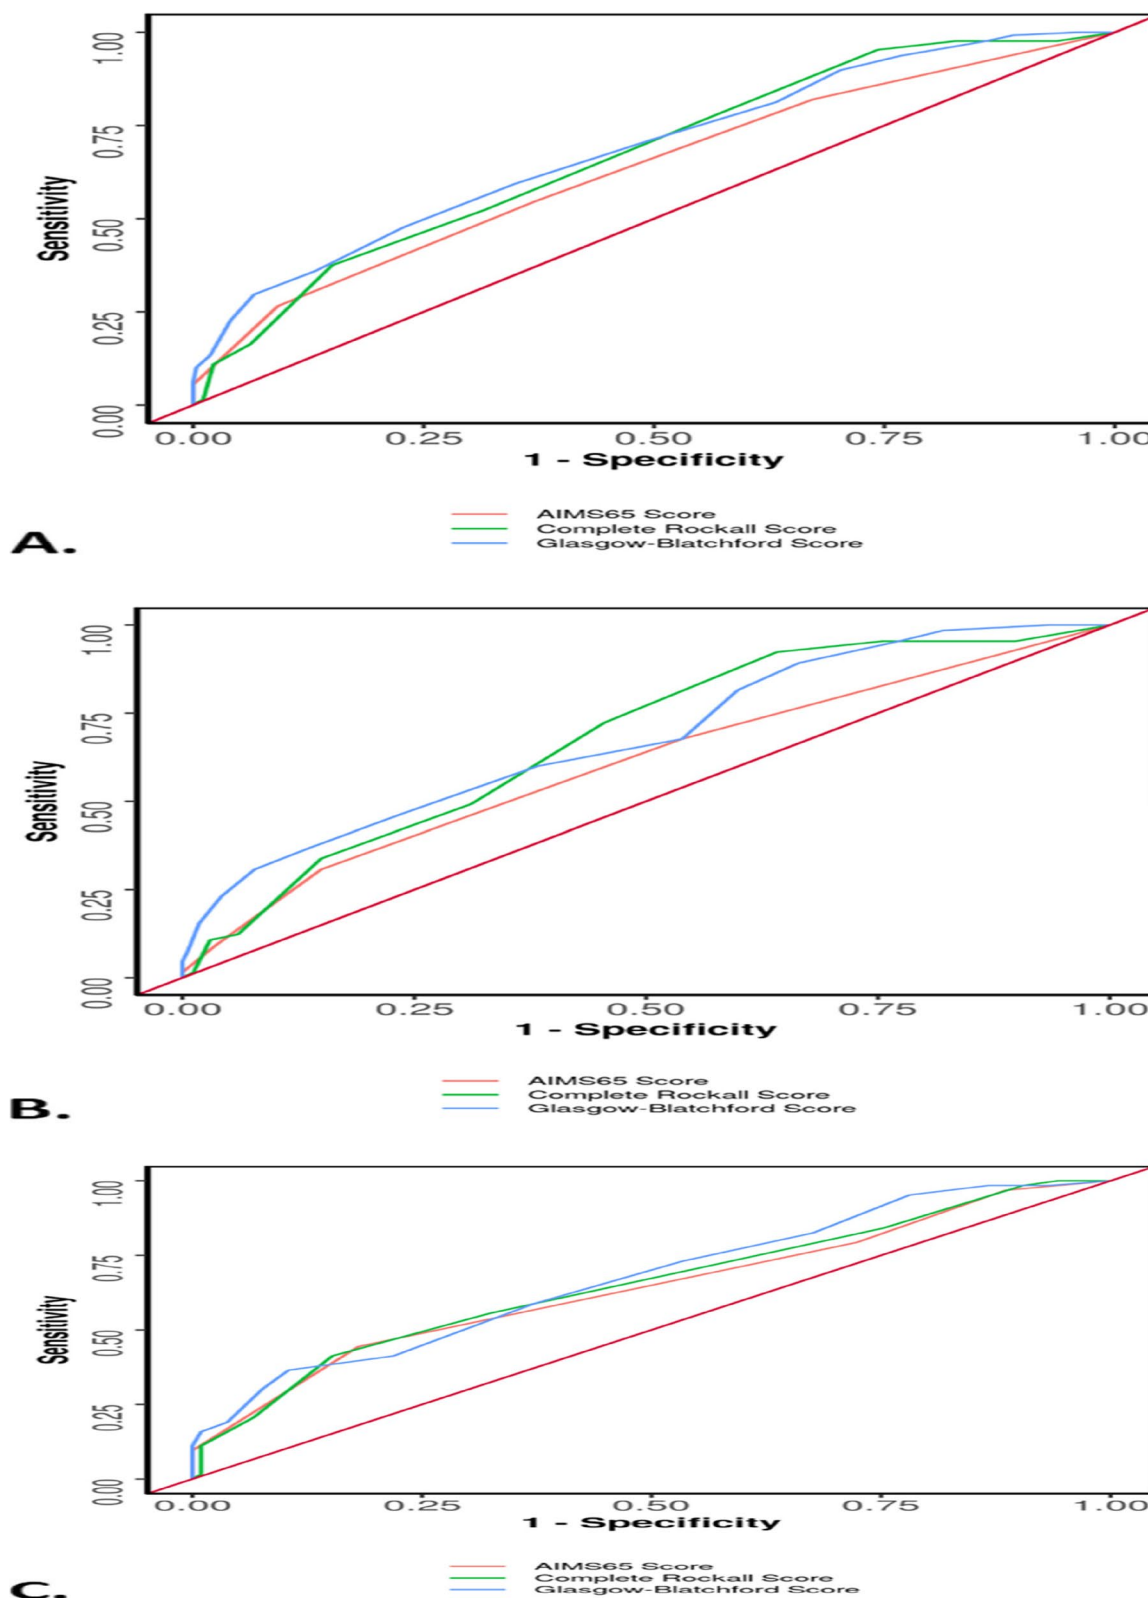 1.00
0.75
Sensitivity
0.50
0.25
0.00
0.00 0.25 0.50 0.75 1.00
1 - Specificity
AIMS65 Score
Complete Rockall Score
Glasgow-Blatchford Score
A.
1.00
0.75
Sensitivity
0.50
0.25
0.00
0.00 0.25 0.50 0.75 1.00
1 - Specificity
AIMS65 Score
Complete Rockall Score
Glasgow-Blatchford Score
B.
1.00
0.75
Sensitivity
0.50
0.25
0.00
0.00 0.25 0.50 0.75 1.00
1 - Specificity
AIMS65 Score
Complete Rockall Score
Glasgow-Blatchford Score
C.